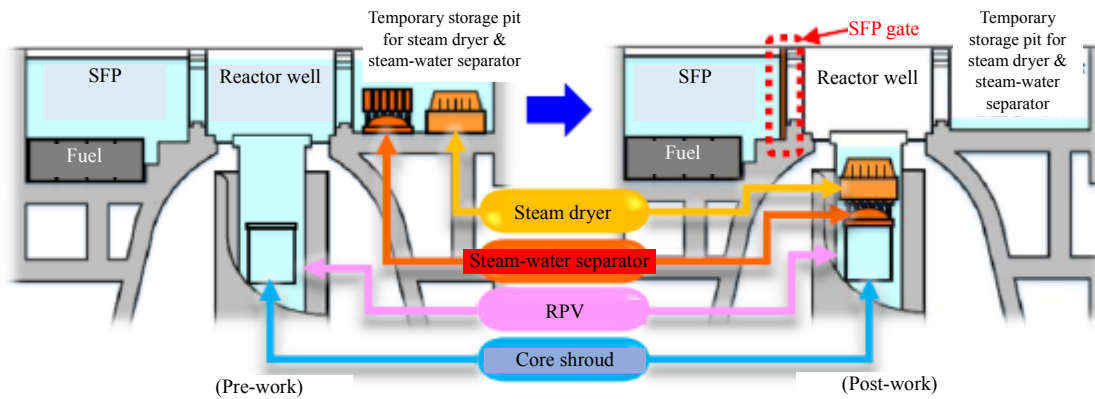 Temporary storage pit
for steam dryer &
steam-water separator
SFP
Reactor well
Fuel
SFP gate
Temporary
storage pit for
steam dryer &
steam-water
separator
SFP
Reactor well
Fuel
Steam dryer
Steam-water separator
RPV
Core shroud
(Pre-work)
(Post-work)